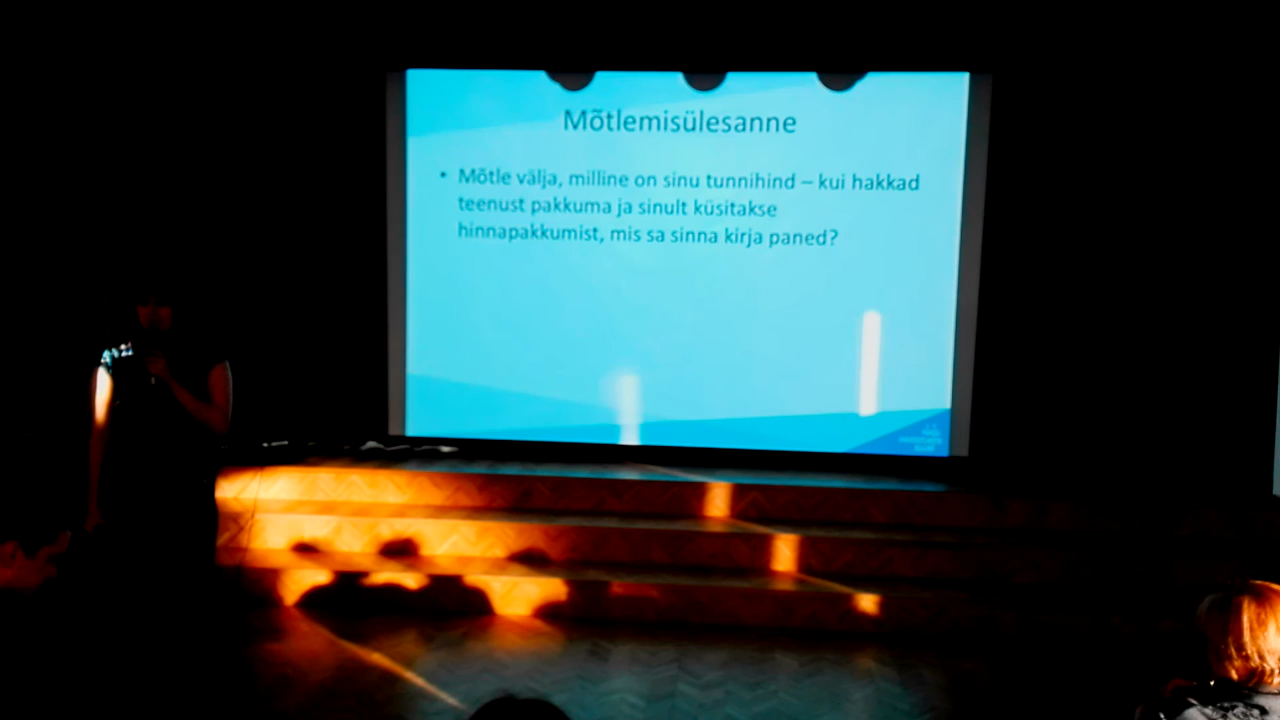 Mõtlemisülesanne
• Mõtle välja, milline on sinu tunnihind – kui hakkad
teenust pakkuma ja sinult küsitakse
hinnapakkumist, mis sa sinna kirja paned?